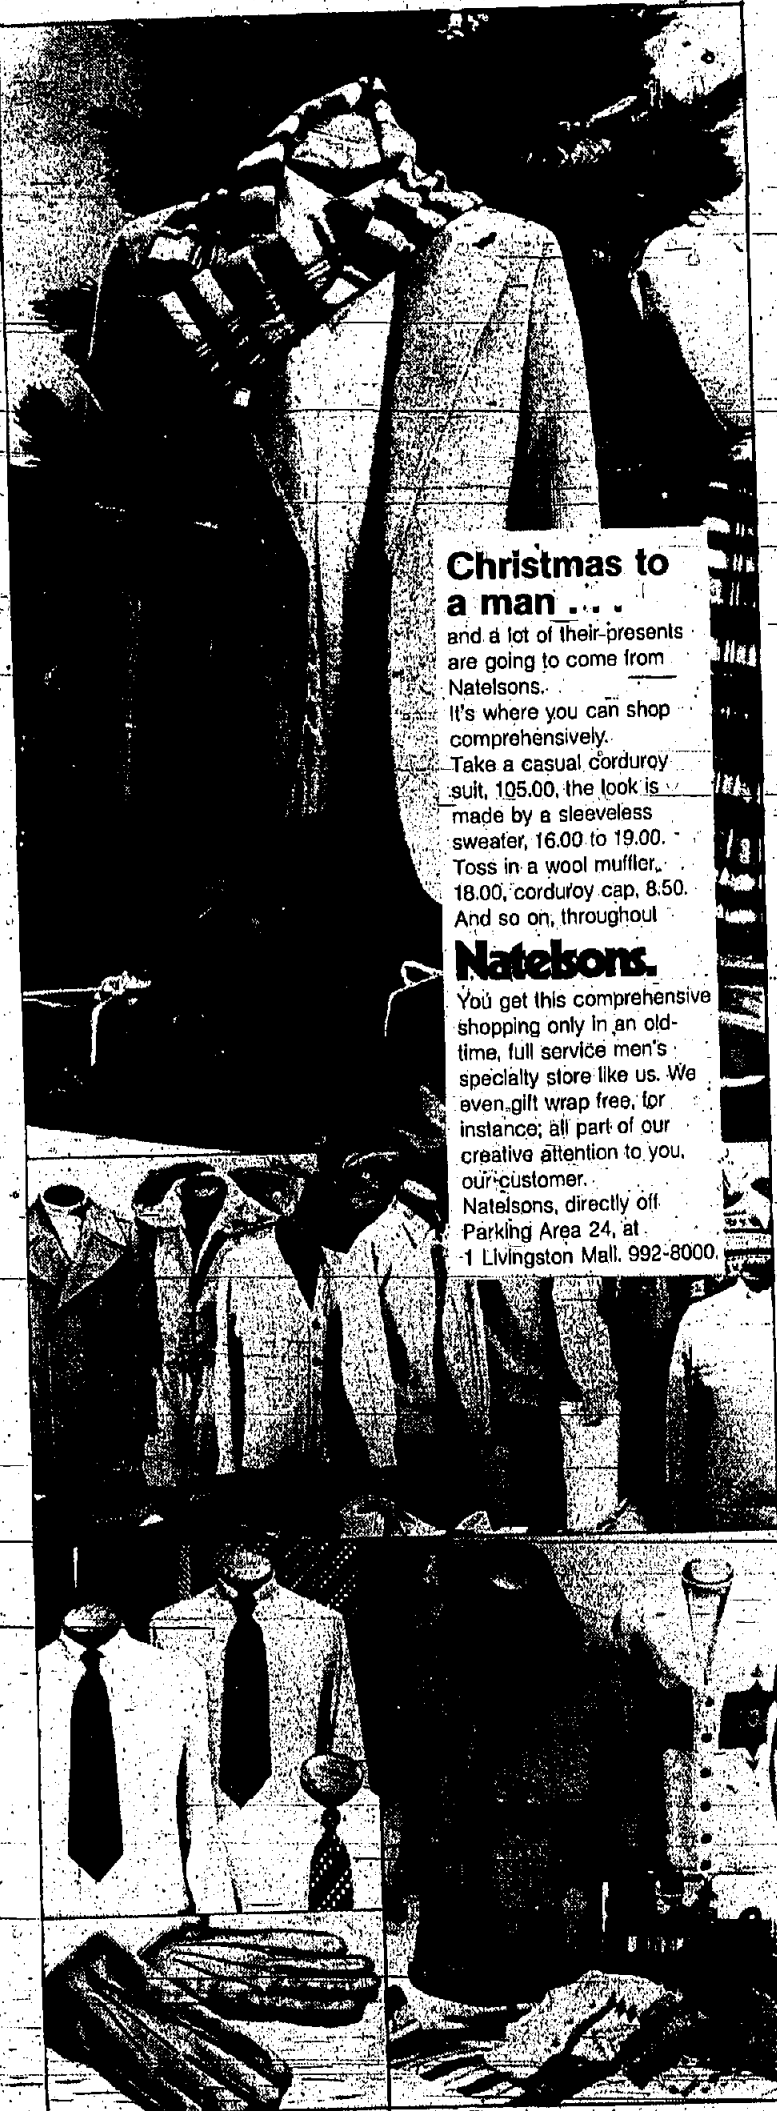 Christmas to
a man . . .
and a lot of their presents
are going to come from
Natelsons.
It's where you can shop
comprehensively.
Take a casual corduroy
suit, 105.00, the look is
made by a sleeveless
sweater, 16.00 to 19.00.
Toss in a wool muffler,
18.00, corduroy cap, 8.50.
And so on, throughout
Natelsons.
You get this comprehensive
shopping only in an old-
time, full service men's
specialty store like us. We
even gift wrap free, for
instance; all part of our
creative attention to you,
our customer.
Natelsons, directly off
Parking Area 24, at
1 Livingston Mall. 992-8000.